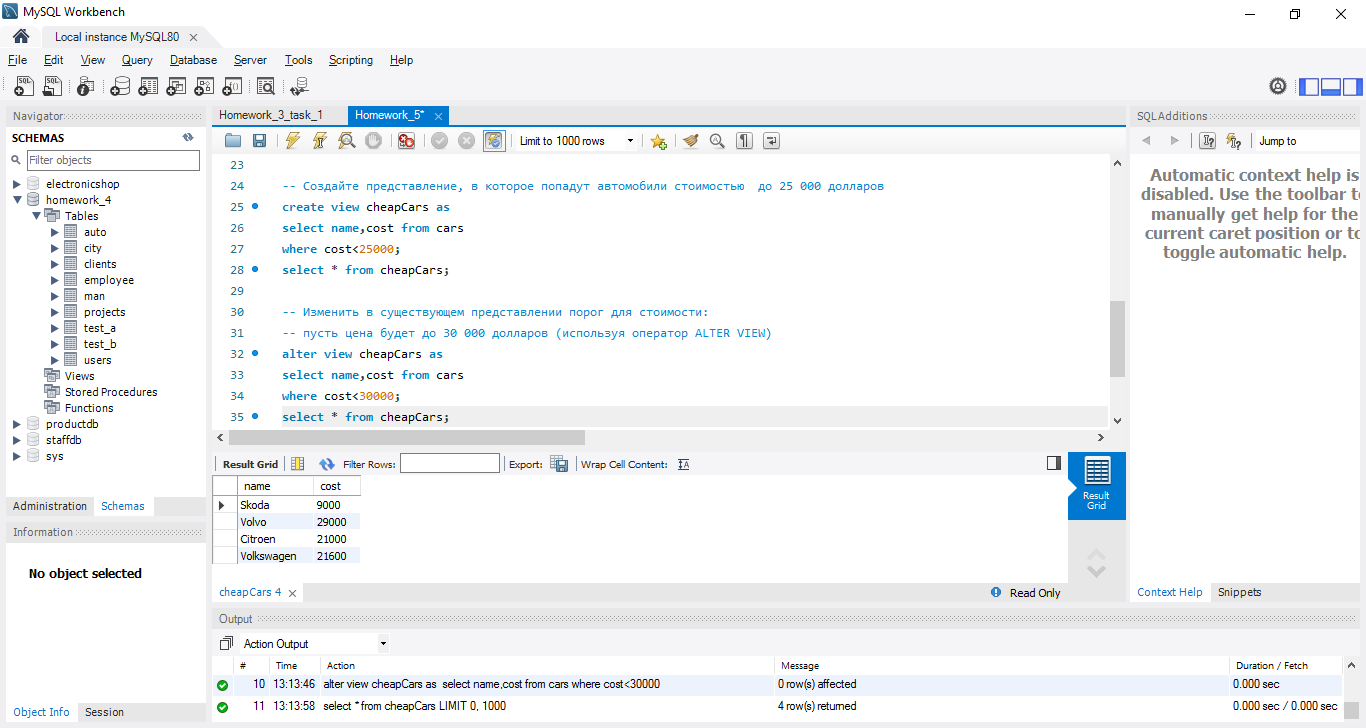 MySQL Workbench
Local instance MySQL80
File Edit View Query Database Server Tools Scripting Help
Navigator
SCHEMAS
Filter objects
electronicshop
homework_4
Tables
auto
city
clients
employee
man
projects
test_a
test_b
users
Views
Stored Procedures
Functions
productdb
staffdb
sys
Administration Schemas
Information
No object selected
Object Info Session
Homework_3_task_1 Homework_5*
Limit to 1000 rows
23
24 -- Создайте представление, в которое попадут автомобили стоимостью  до 25 000 долларов
25 create view cheapCars as
26 select name,cost from cars
27 where cost<25000;
28 select * from cheapCars;
29
30 -- Изменить в существующем представлении порог для стоимости:
31 -- пусть цена будет до 30 000 долларов (используя оператор ALTER VIEW)
32 alter view cheapCars as
33 select name,cost from cars
34 where cost<30000;
35 select * from cheapCars;
Result Grid Filter Rows: Export: Wrap Cell Content:
name cost
Skoda 9000
Volvo 29000
Citroen 21000
Volkswagen 21600
Result
Grid
cheapCars 4 Read Only
SQLAdditions
Jump to
Automatic context help is
disabled. Use the toolbar to
manually get help for the
current caret position or to
toggle automatic help.
Context Help Snippets
Output
Action Output
# Time Action Message Duration / Fetch
10 13:13:46 alter view cheapCars as  select name,cost from cars where cost<30000 0 row(s) affected 0.000 sec
11 13:13:58 select * from cheapCars LIMIT 0, 1000 4 row(s) returned 0.000 sec / 0.000 sec